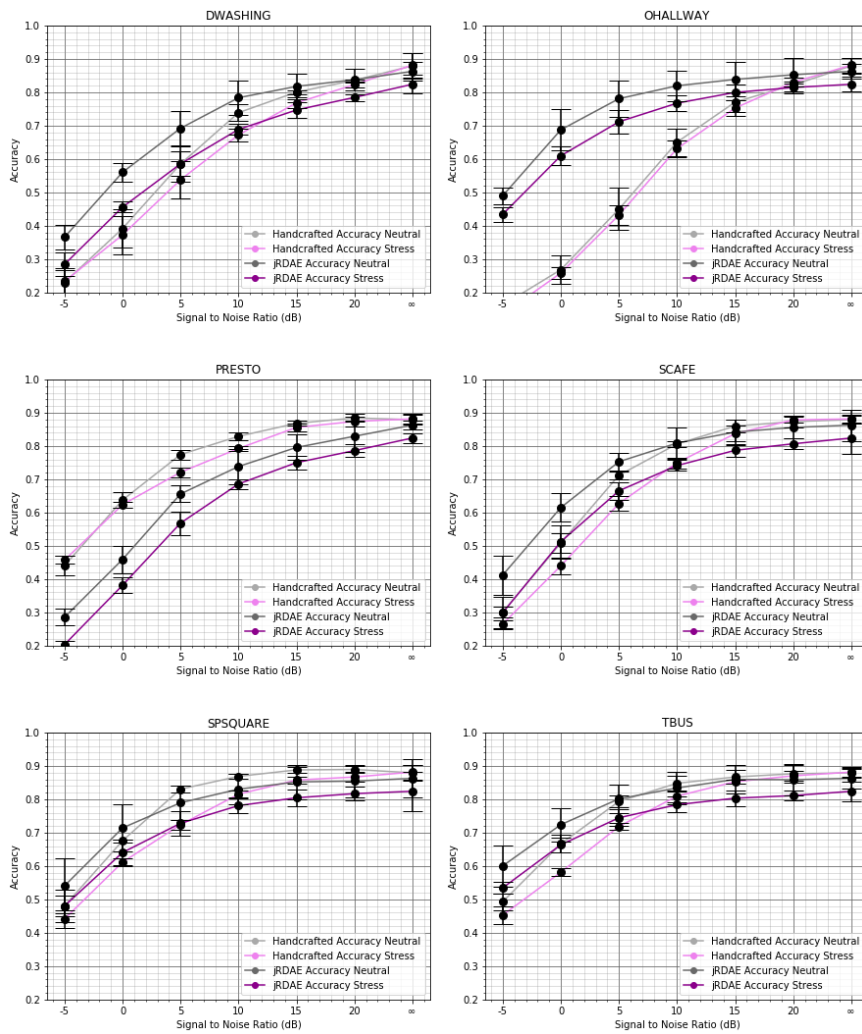 DWASHING
1.0
0.9
0.8
0.7
0.6
0.5
0.4
0.3
0.2
Accuracy
Handcrafted Accuracy Neutral
Handcrafted Accuracy Stress
jRDAE Accuracy Neutral
jRDAE Accuracy Stress
-5 0 5 10 15 20 ∞
Signal to Noise Ratio (dB)
OHALLWAY
1.0
0.9
0.8
0.7
0.6
0.5
0.4
0.3
0.2
Accuracy
Handcrafted Accuracy Neutral
Handcrafted Accuracy Stress
jRDAE Accuracy Neutral
jRDAE Accuracy Stress
-5 0 5 10 15 20 ∞
Signal to Noise Ratio (dB)
PRESTO
1.0
0.9
0.8
0.7
0.6
0.5
0.4
0.3
0.2
Accuracy
Handcrafted Accuracy Neutral
Handcrafted Accuracy Stress
jRDAE Accuracy Neutral
jRDAE Accuracy Stress
-5 0 5 10 15 20 ∞
Signal to Noise Ratio (dB)
SCAFE
1.0
0.9
0.8
0.7
0.6
0.5
0.4
0.3
0.2
Accuracy
Handcrafted Accuracy Neutral
Handcrafted Accuracy Stress
jRDAE Accuracy Neutral
jRDAE Accuracy Stress
-5 0 5 10 15 20 ∞
Signal to Noise Ratio (dB)
SPSQUARE
1.0
0.9
0.8
0.7
0.6
0.5
0.4
0.3
0.2
Accuracy
Handcrafted Accuracy Neutral
Handcrafted Accuracy Stress
jRDAE Accuracy Neutral
jRDAE Accuracy Stress
-5 0 5 10 15 20 ∞
Signal to Noise Ratio (dB)
TBUS
1.0
0.9
0.8
0.7
0.6
0.5
0.4
0.3
0.2
Accuracy
Handcrafted Accuracy Neutral
Handcrafted Accuracy Stress
jRDAE Accuracy Neutral
jRDAE Accuracy Stress
-5 0 5 10 15 20 ∞
Signal to Noise Ratio (dB)